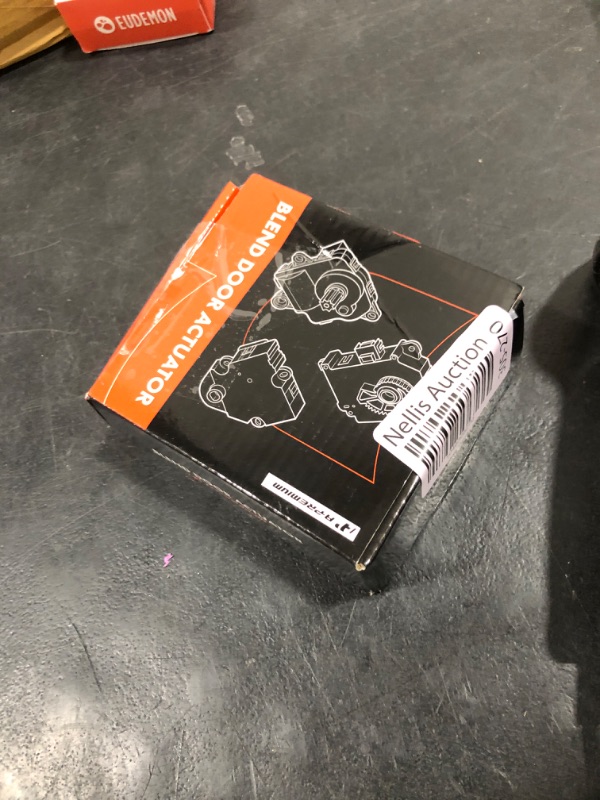 EUDEMON
BLEND DOOR ACTUATOR
Nellis Auction
A-PREMIUM